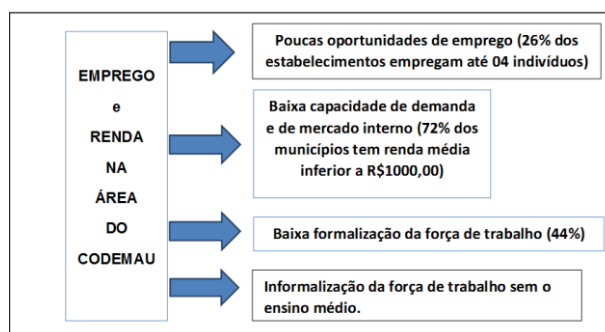 EMPREGO
e
RENDA
NA
ÁREA
DO
CODEMAU
Poucas oportunidades de emprego (26% dos
estabelecimentos empregam até 04 indivíduos)
Baixa capacidade de demanda
e de mercado interno (72% dos
municípios tem renda média
inferior a R$1000,00)
Baixa formalização da força de trabalho (44%)
Informalização da força de trabalho sem o
ensino médio.